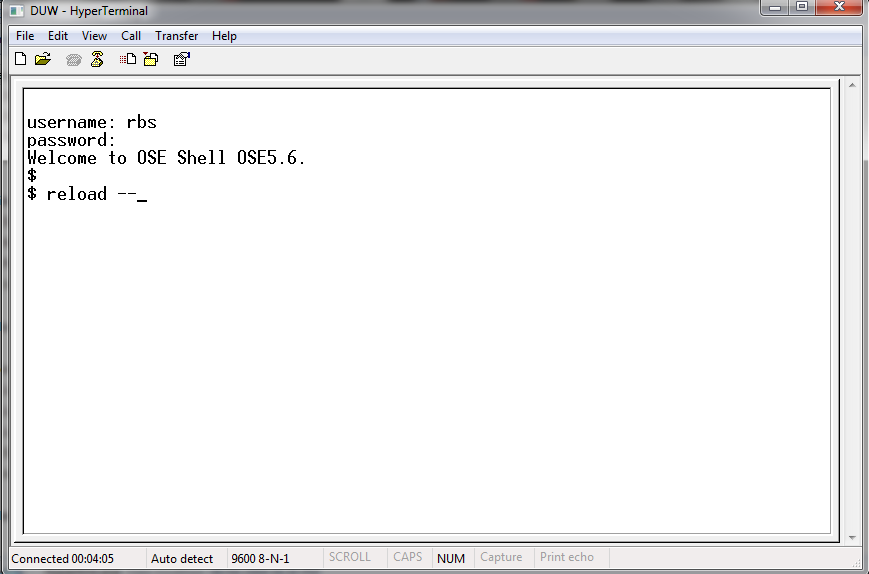 DUW - HyperTerminal
File Edit View Call Transfer Help
username: rbs
password:
Welcome to OSE Shell OSE5.6.
$
$ reload --_
Connected 00:04:05 Auto detect 9600 8-N-1 SCROLL CAPS NUM Capture Print echo